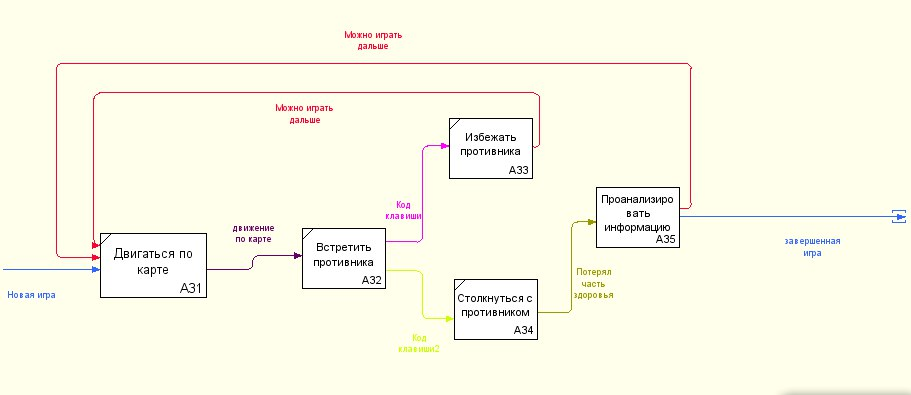 Можно играть
дальше
Можно играть
дальше
Избежать
противника
A33
Код
клавиши
Проанализиро
вать
информацию
A35
движение
по карте
Двигаться по
карте
A31
Встретить
противника
A32
завершенная
игра
Новая игра
Потерял
часть
здоровья
Столкнуться с
противником
A34
Код
клавиши2